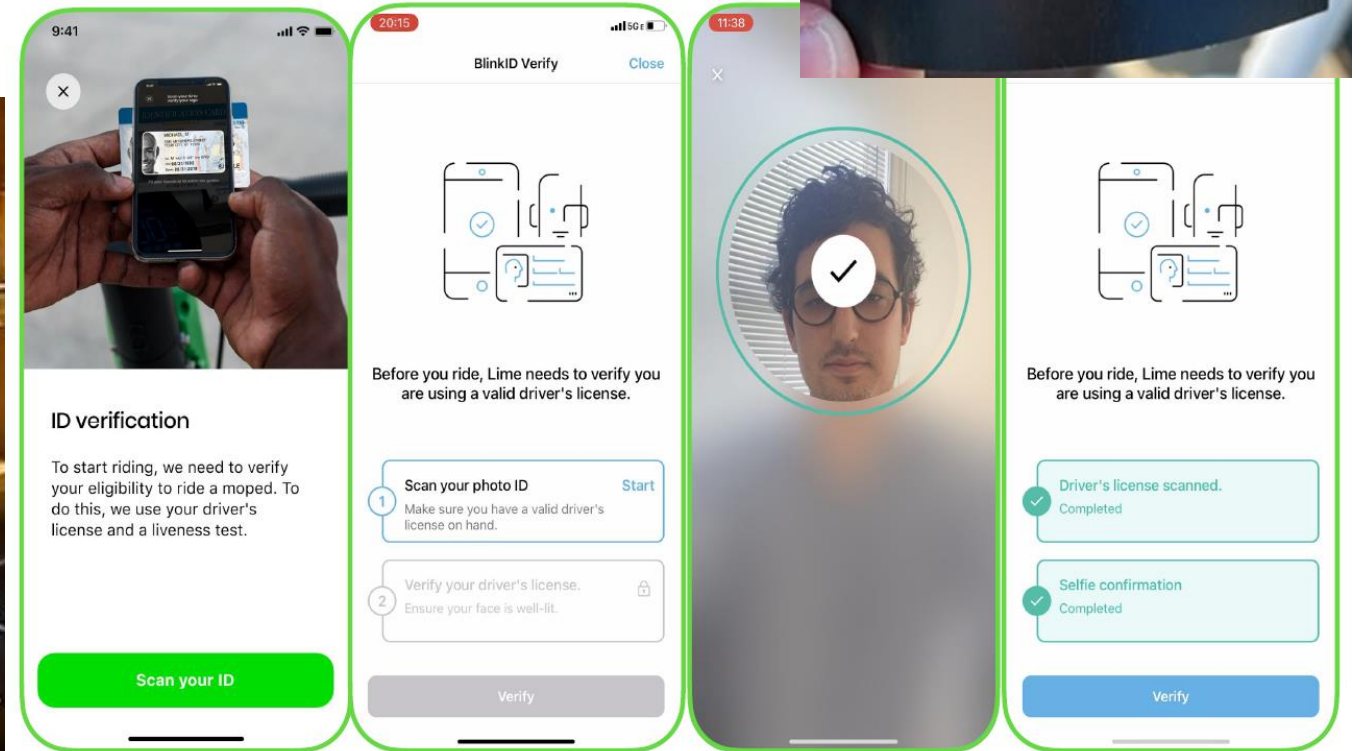 9:41
ID verification
To start riding, we need to verify
your eligibility to ride a moped. To
do this, we use your driver's
license and a liveness test.
Scan your ID
20:15
5G E
BlinkID Verify
Close
Before you ride, Lime needs to verify you
are using a valid driver's license.
1
Scan your photo ID
Start
Make sure you have a valid driver's
license on hand.
2
Verify your driver's license.
Ensure your face is well-lit.
Verify
11:38
Before you ride, Lime needs to verify you
are using a valid driver's license.
Driver's license scanned.
Completed
Selfie confirmation
Completed
Verify